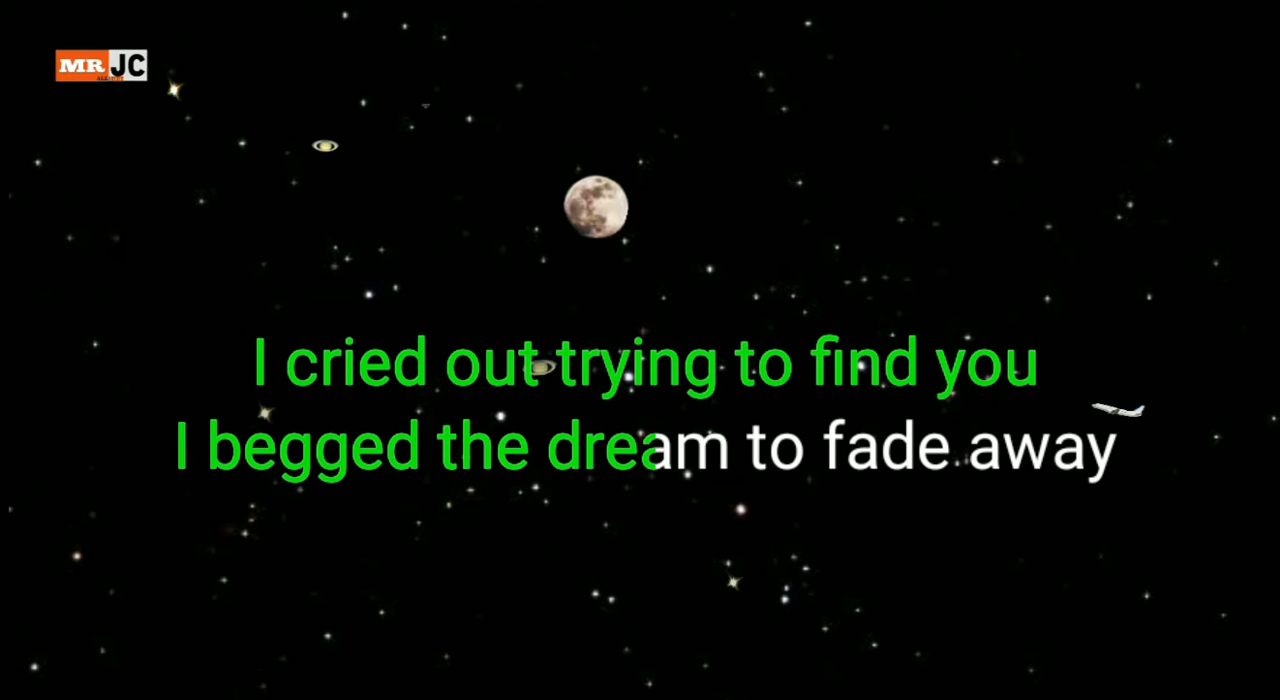 MR JC
I cried out trying to find you
I begged the dream to fade away